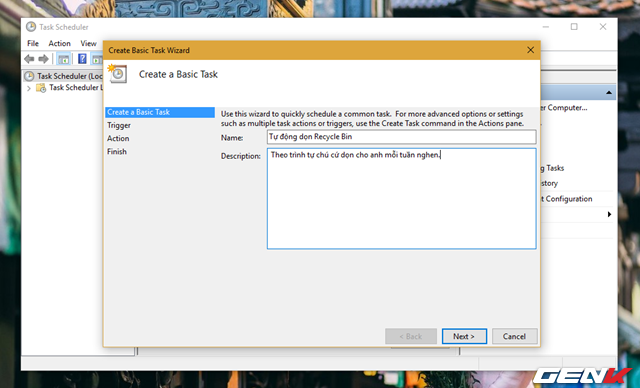 Task Scheduler
File Action View
Task Scheduler (Loc
Task Scheduler L
Create Basic Task Wizard
Create a Basic Task
Create a Basic Task
Trigger
Action
Finish
Use this wizard to quickly schedule a common task. For more advanced options or settings
such as multiple task actions or triggers, use the Create Task command in the Actions pane.
Name: Tự động dọn Recycle Bin
Description: Theo trình tự chú cứ dọn cho anh mỗi tuần nghen.
< Back Next > Cancel
er Computer...
ng Tasks
istory
t Configuration
GENK